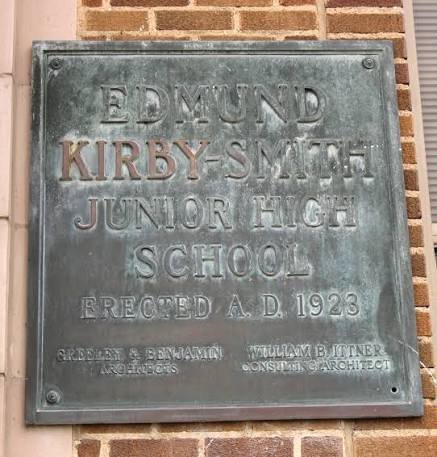 EDMUND
KIRBY-SMITH
JUNIOR HIGH
SCHOOL
ERECTED A. D. 1923
GREELEY & BENJAMIN
ARCHITECTS
WILLIAM B. ITTNER
CONSULTING ARCHITECT